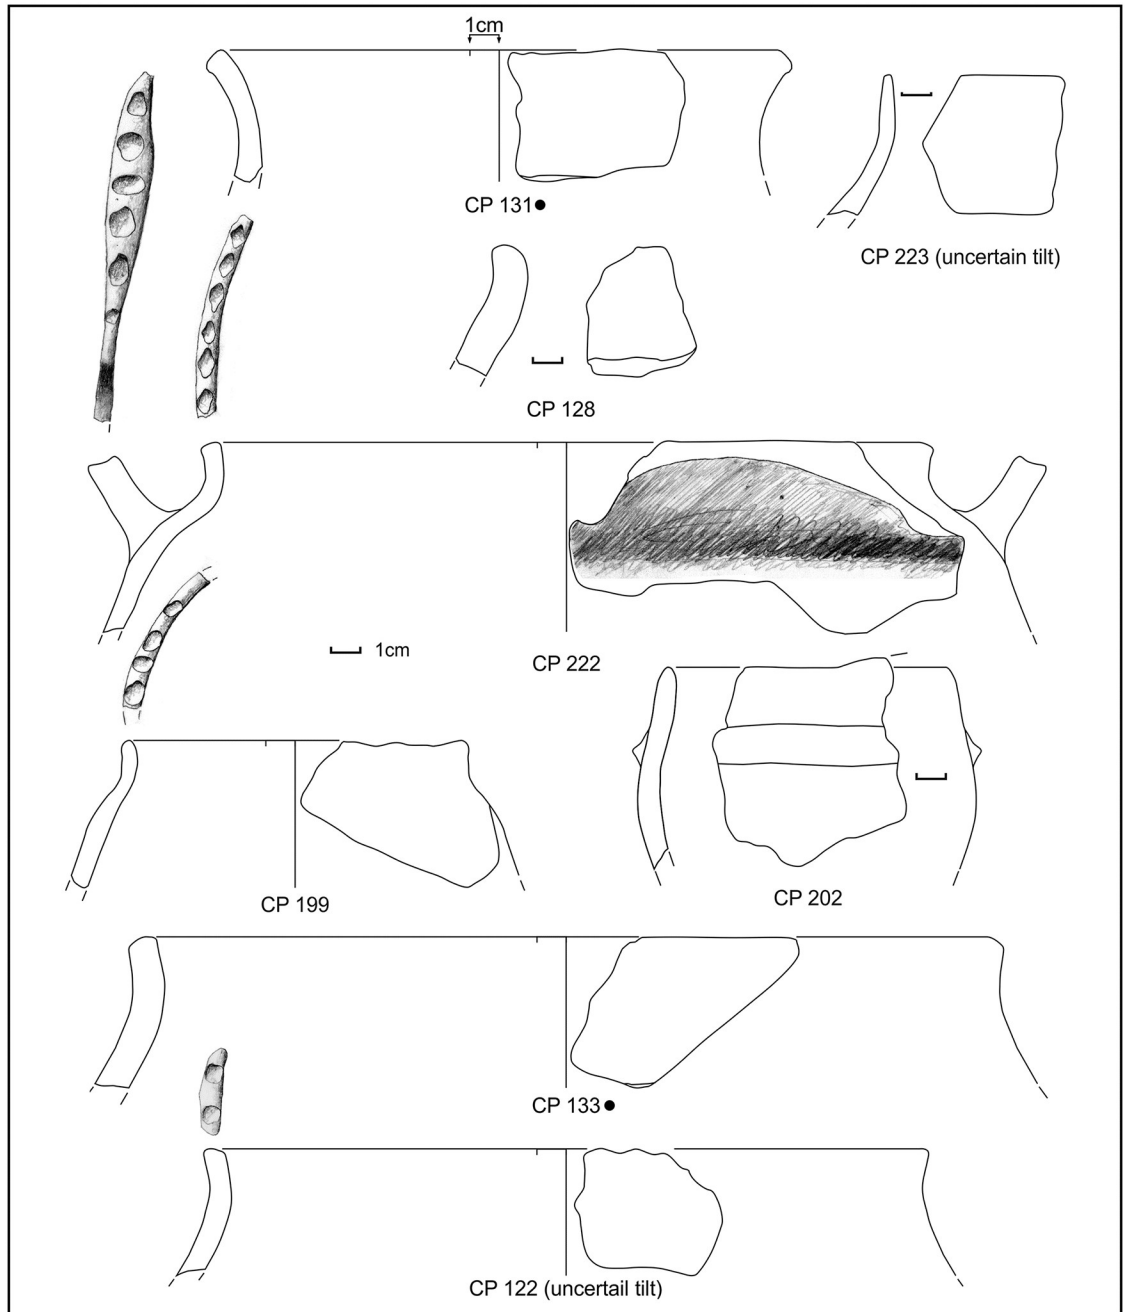 1cm
CP 131●
CP 223 (uncertain tilt)
CP 128
CP 222
1cm
CP 202
CP 199
CP 133●
CP 122 (uncertail tilt)